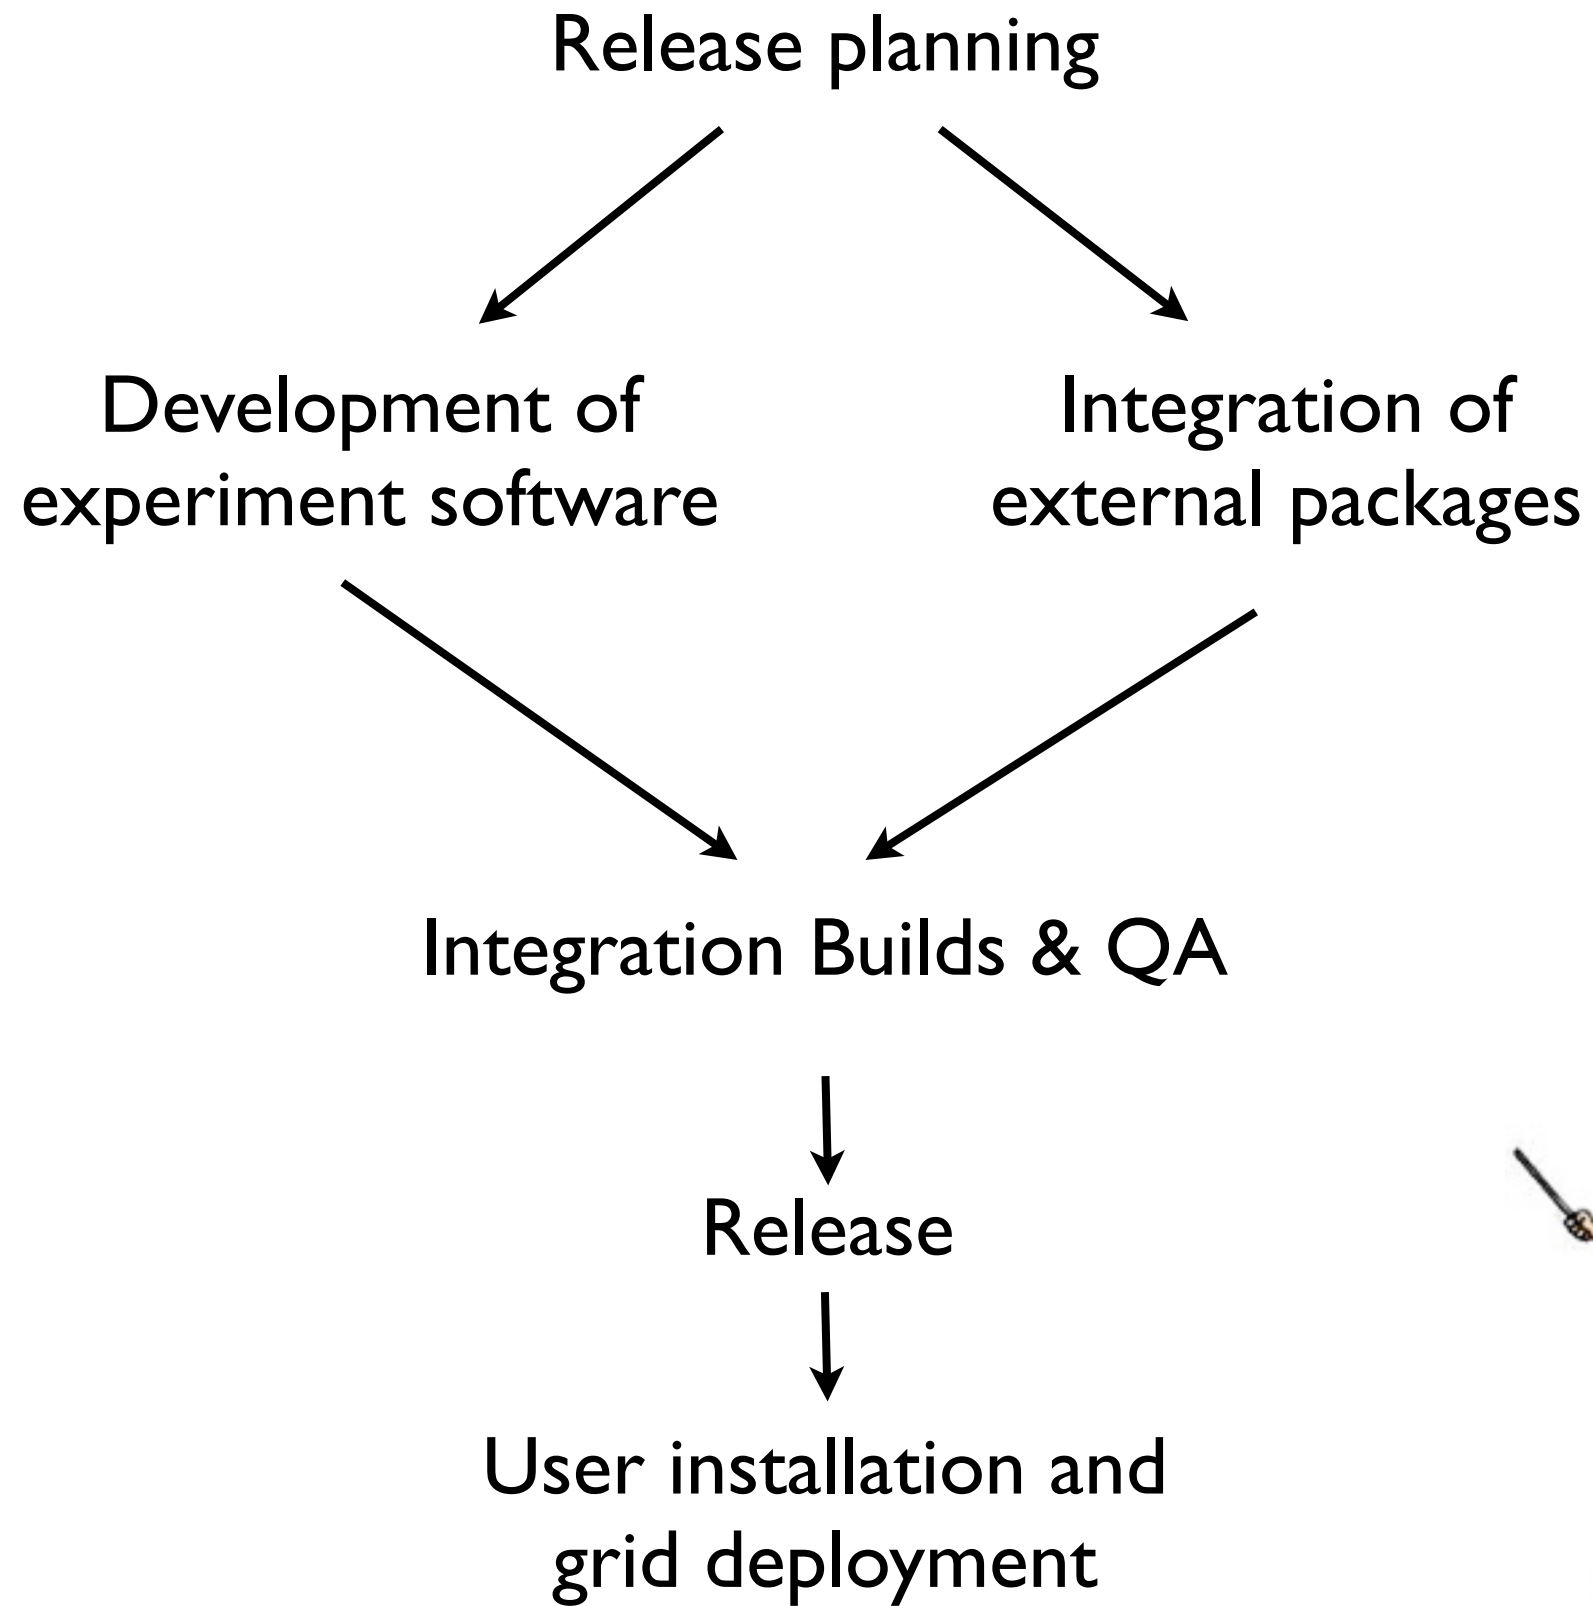 Release planning
Development of
experiment software
Integration of
external packages
Integration Builds & QA
Release
User installation and
grid deployment